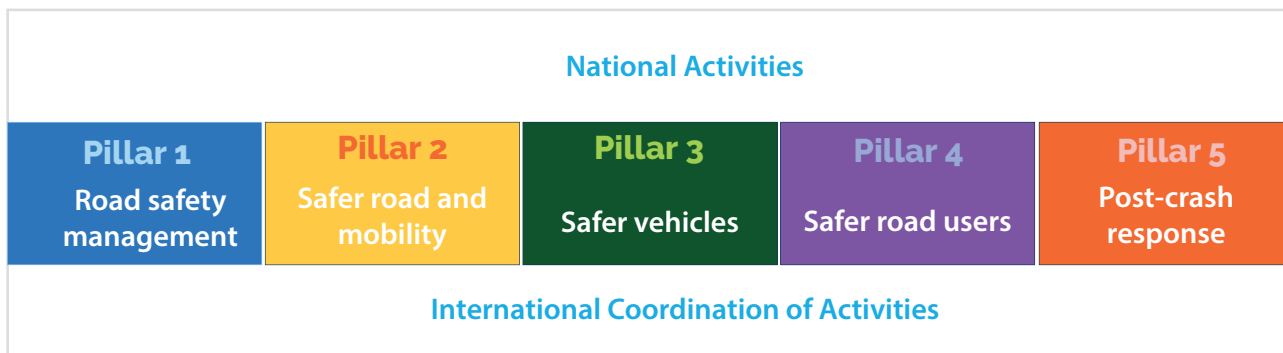 National Activities
Pillar 1
Road safety
management
Pillar 2
Safer road and
mobility
Pillar 3
Safer vehicles
Pillar 4
Safer road users
Pillar 5
Post-crash
response
International Coordination of Activities